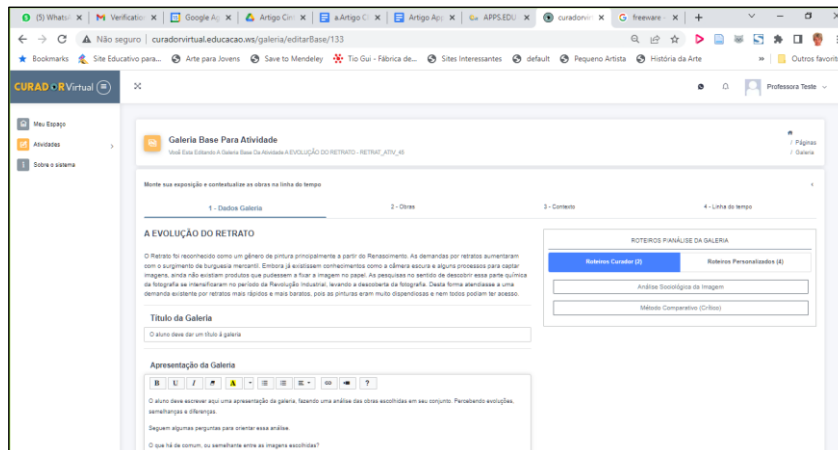 (5) Whats
Verification
Google Ag
Artigo Cin
a.Artigo C
Artigo App
APPS.EDU
curadorvirt
freeware -
Não seguro | curadorvirtual.educacao.ws/galeria/editarBase/133
Bookmarks Site Educativo para... Arte para Jovens Save to Mendeley Tio Gui - Fábrica de... Sites Interessantes default Pequeno Artista História da Arte » Outros favorit
CURADOR Virtual
Professora Teste
Meu Espaço
Atividades
Sobre o sistema
Galeria Base Para Atividade
Você Esta Editando A Galeria Base Da Atividade A EVOLUÇÃO DO RETRATO - RETRAT_ATIV_45
/ Páginas
/ Galeria
Monte sua exposição e contextualize as obras na linha do tempo
1 - Dados Galeria
2 - Obras
3 - Contexto
4 - Linha do tempo
A EVOLUÇÃO DO RETRATO
O Retrato foi reconhecido como um gênero de pintura principalmente a partir do Renascimento. As demandas por retratos aumentaram
com o surgimento de burguesia mercantil. Embora já existissem conhecimentos como a câmera escura e alguns processos para captar
imagens, ainda não existiam produtos que pudessem a fixar a imagem no papel. As pesquisas no sentido de descobrir essa parte química
da fotografia se intensificaram no período da Revolução Industrial, levando a descoberta da fotografia. Desta forma atendiasse a uma
demanda existente por retratos mais rápidos e mais baratos, pois as pinturas eram muito dispendiosas e nem todos podiam ter acesso.
ROTEIROS P/ANÁLISE DA GALERIA
Roteiros Curador (2)
Roteiros Personalizados (4)
Análise Sociológica da Imagem
Método Comparativo (Crítico)
Título da Galeria
O aluno deve dar um título à galeria
Apresentação da Galeria
B U I A ?
O aluno deve escrever aqui uma apresentação da galeria, fazendo uma análise das obras escolhidas em seu conjunto. Percebendo evoluções,
semelhanças e diferenças.
Seguem algumas perguntas para orientar essa análise.
O que há de comum, ou semelhante entre as imagens escolhidas?